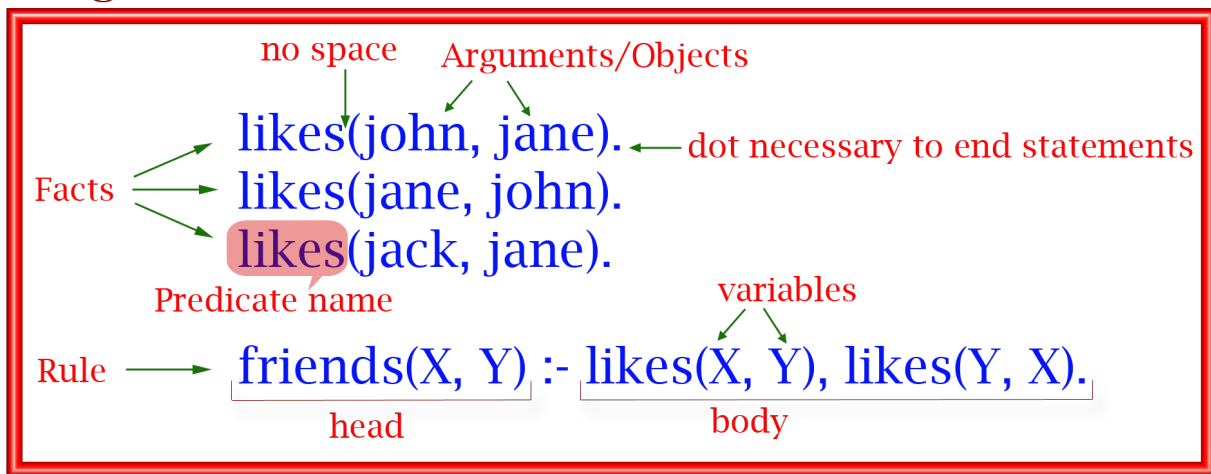 no space
Arguments/Objects
likes(john, jane).
dot necessary to end statements
Facts
likes(jane, john).
likes(jack, jane).
Predicate name
variables
Rule
friends(X, Y) :- likes(X, Y), likes(Y, X).
head
body